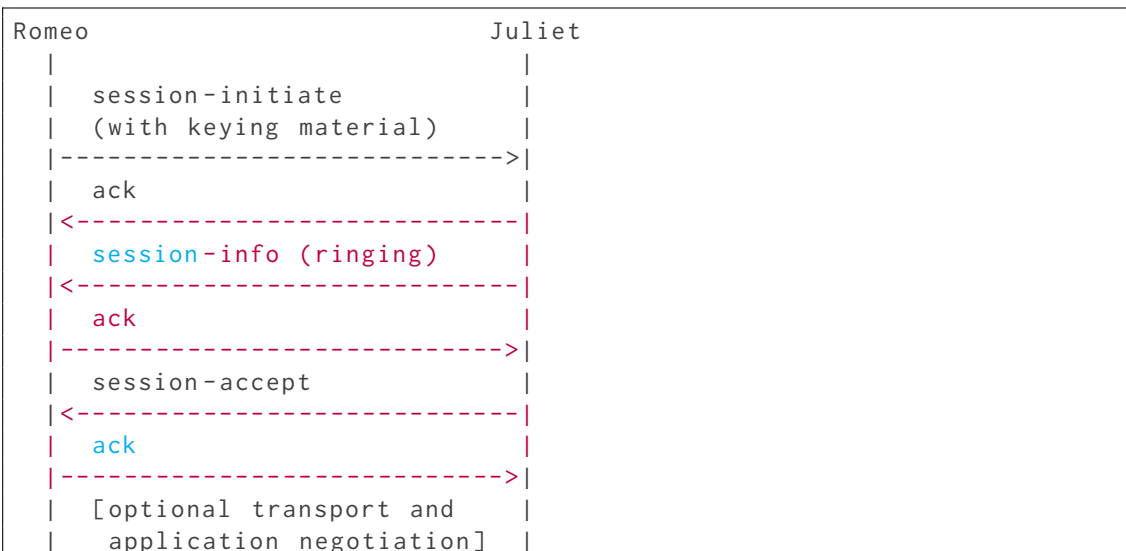 Romeo                         Juliet
  |                             |
  |  session-initiate           |
  |  (with keying material)     |
  |---------------------------->|
  |  ack                        |
  |<----------------------------|
  |  session-info (ringing)     |
  |<----------------------------|
  |  ack                        |
  |---------------------------->|
  |  session-accept             |
  |<----------------------------|
  |  ack                        |
  |---------------------------->|
  |  [optional transport and    |
  |   application negotiation]  |